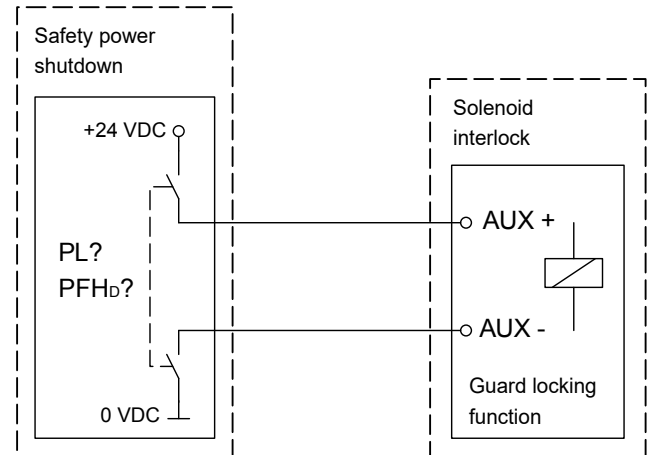 Safety power
shutdown
+24 VDC
PL?
PFHD?
0 VDC
Solenoid
interlock
AUX +
AUX -
Guard locking
function